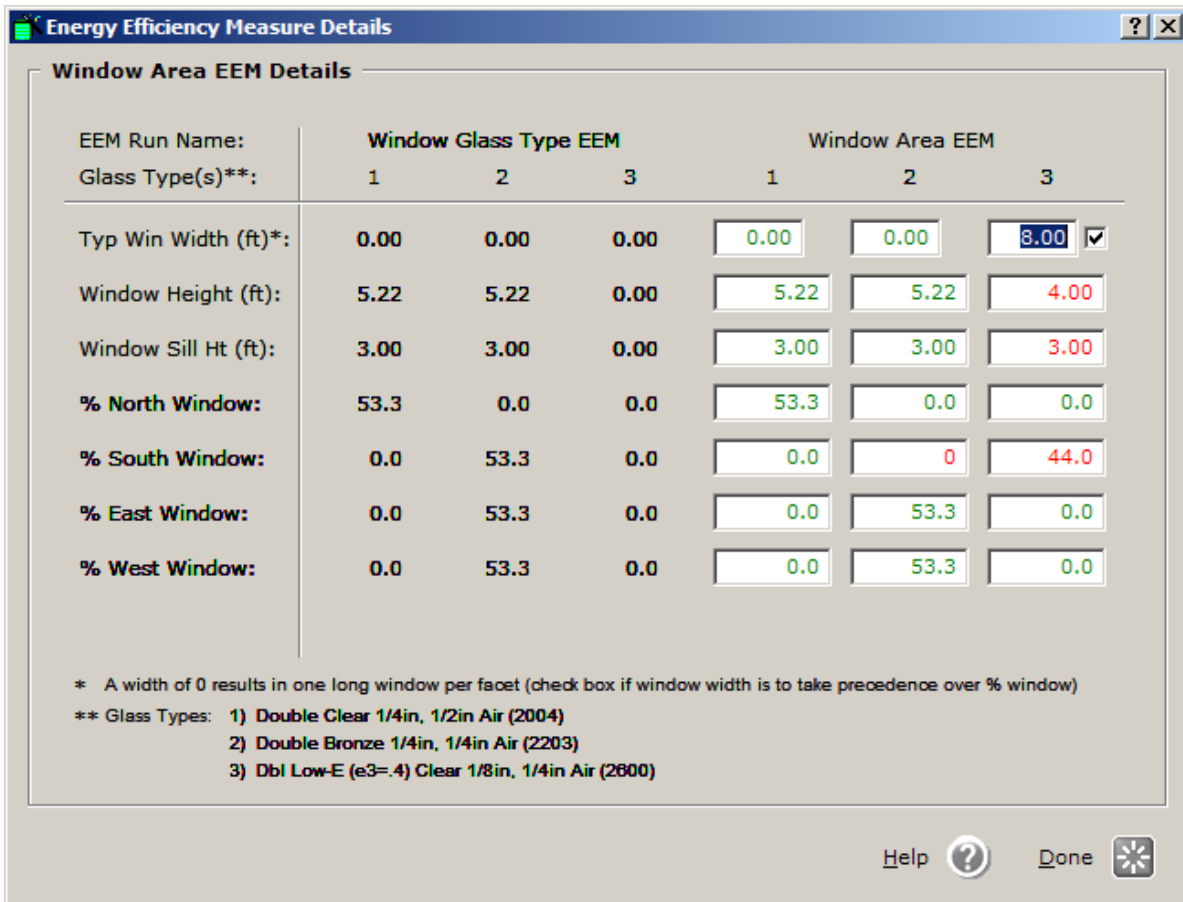 Energy Efficiency Measure Details ? X
Window Area EEM Details
EEM Run Name: Window Glass Type EEM Window Area EEM
Glass Type(s)**: 1 2 3 1 2 3
Typ Win Width (ft)*: 0.00 0.00 0.00 0.00 0.00 8.00
Window Height (ft): 5.22 5.22 0.00 5.22 5.22 4.00
Window Sill Ht (ft): 3.00 3.00 0.00 3.00 3.00 3.00
% North Window: 53.3 0.0 0.0 53.3 0.0 0.0
% South Window: 0.0 53.3 0.0 0.0 0 44.0
% East Window: 0.0 53.3 0.0 0.0 53.3 0.0
% West Window: 0.0 53.3 0.0 0.0 53.3 0.0
* A width of 0 results in one long window per facet (check box if window width is to take precedence over % window)
** Glass Types: 1) Double Clear 1/4in, 1/2in Air (2004)
2) Double Bronze 1/4in, 1/4in Air (2203)
3) Dbl Low-E (e3=.4) Clear 1/8in, 1/4in Air (2600)
Help ? Done